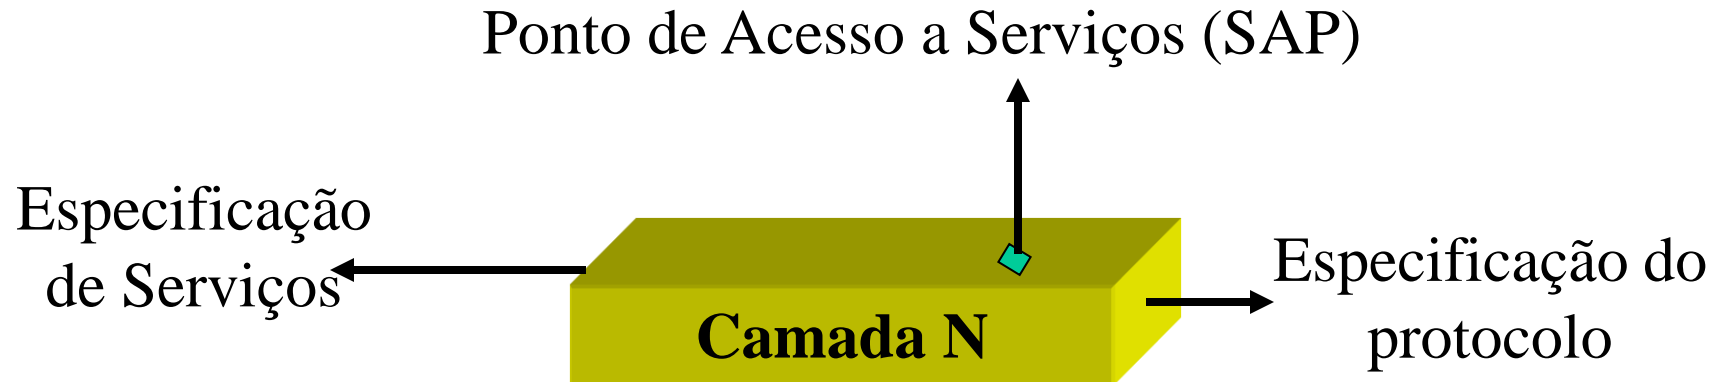 Ponto de Acesso a Serviços (SAP)
Especificação
de Serviços
Especificação do
protocolo
Camada N